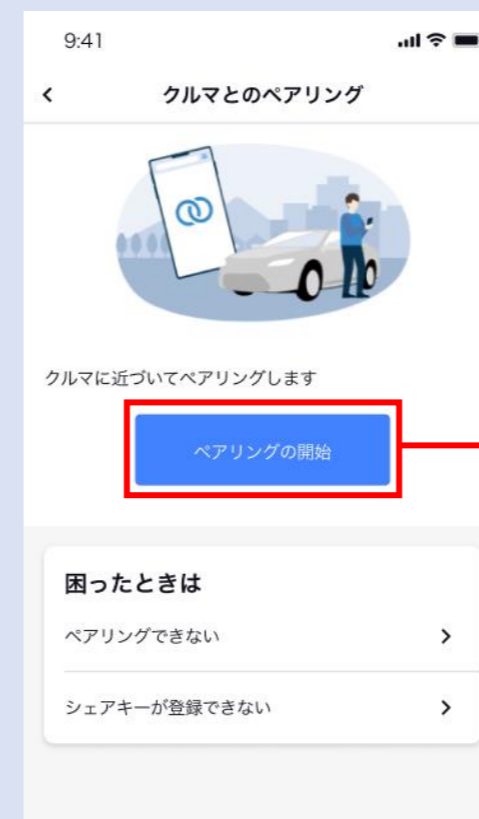 9:41
クルマとのペアリング
クルマに近づいてペアリングします
ペアリングの開始
困ったときは
ペアリングできない
シェアキーが登録できない